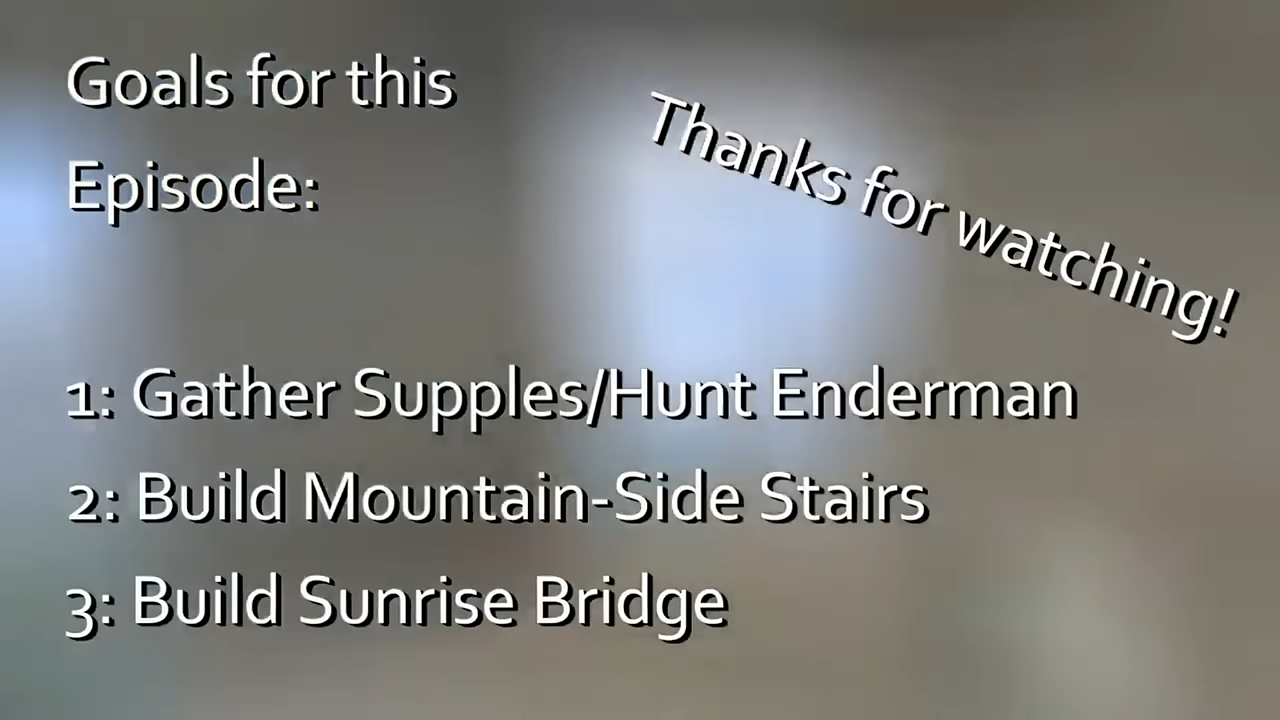 Goals for this
Episode:
Thanks for watching!
1: Gather Supples/Hunt Enderman
2: Build Mountain-Side Stairs
3: Build Sunrise Bridge